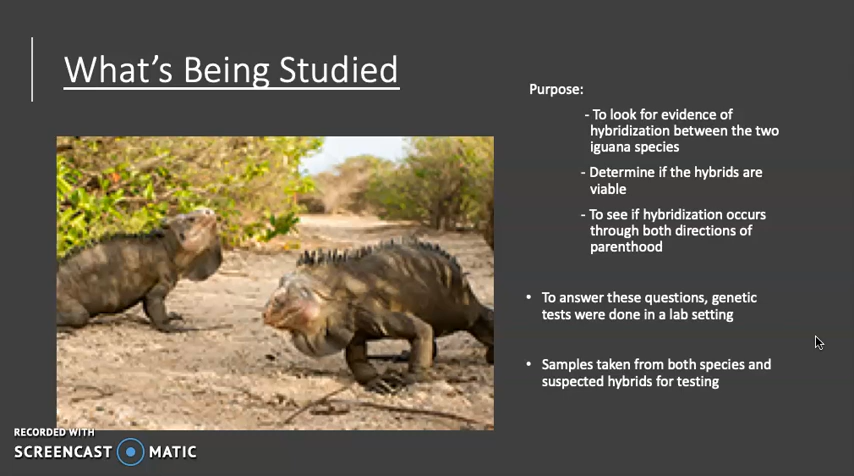 What's Being Studied
Purpose:
- To look for evidence of
hybridization between the two
iguana species
- Determine if the hybrids are
viable
- To see if hybridization occurs
through both directions of
parenthood
• To answer these questions, genetic
tests were done in a lab setting
• Samples taken from both species and
suspected hybrids for testing
RECORDED WITH
SCREENCAST MATIC